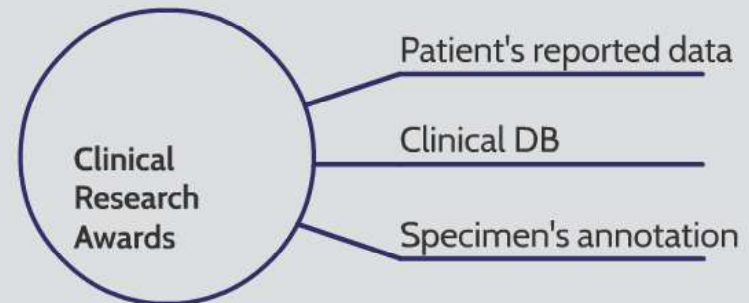 Patient's reported data
Clinical DB
Clinical
Research
Awards
Specimen's annotation